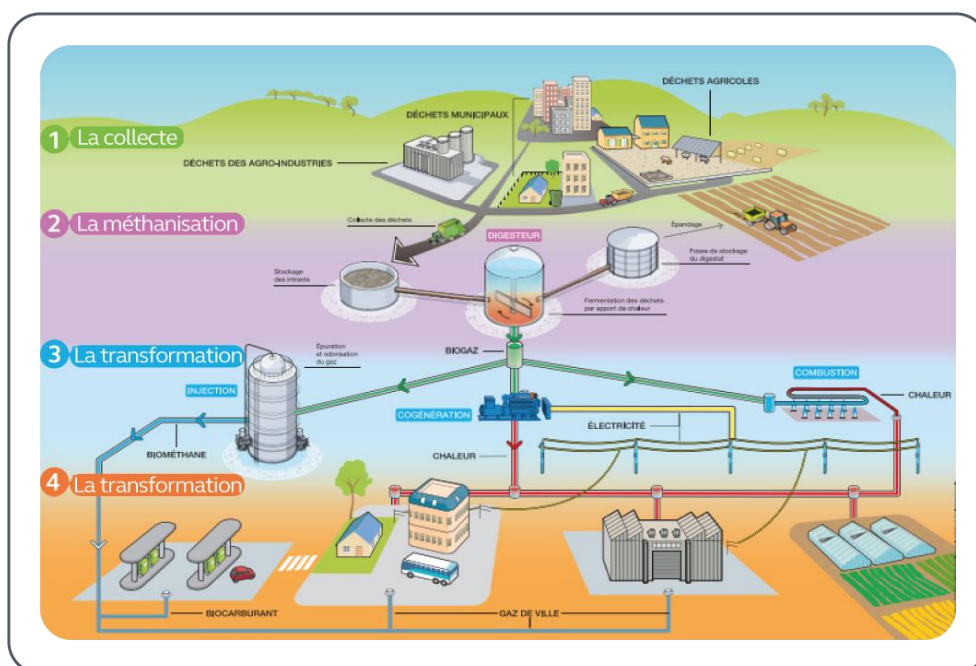 DÉCHETS AGRICOLES
DÉCHETS MUNICIPAUX
1 La collecte
DÉCHETS DES AGRO-INDUSTRIES
2 La méthanisation
Collecte des déchets
Épandage
DIGESTEUR
Fosse de stockage
du digestat
Stockage
des intrants
Fermentation des déchets
par apport de chaleur
3 La transformation
Épuration
et odorisation
du gaz
BIOGAZ
INJECTION
COMBUSTION
CHALEUR
COGÉNÉRATION
ÉLECTRICITÉ
BIOMÉTHANE
CHALEUR
4 La transformation
BIOCARBURANT
GAZ DE VILLE